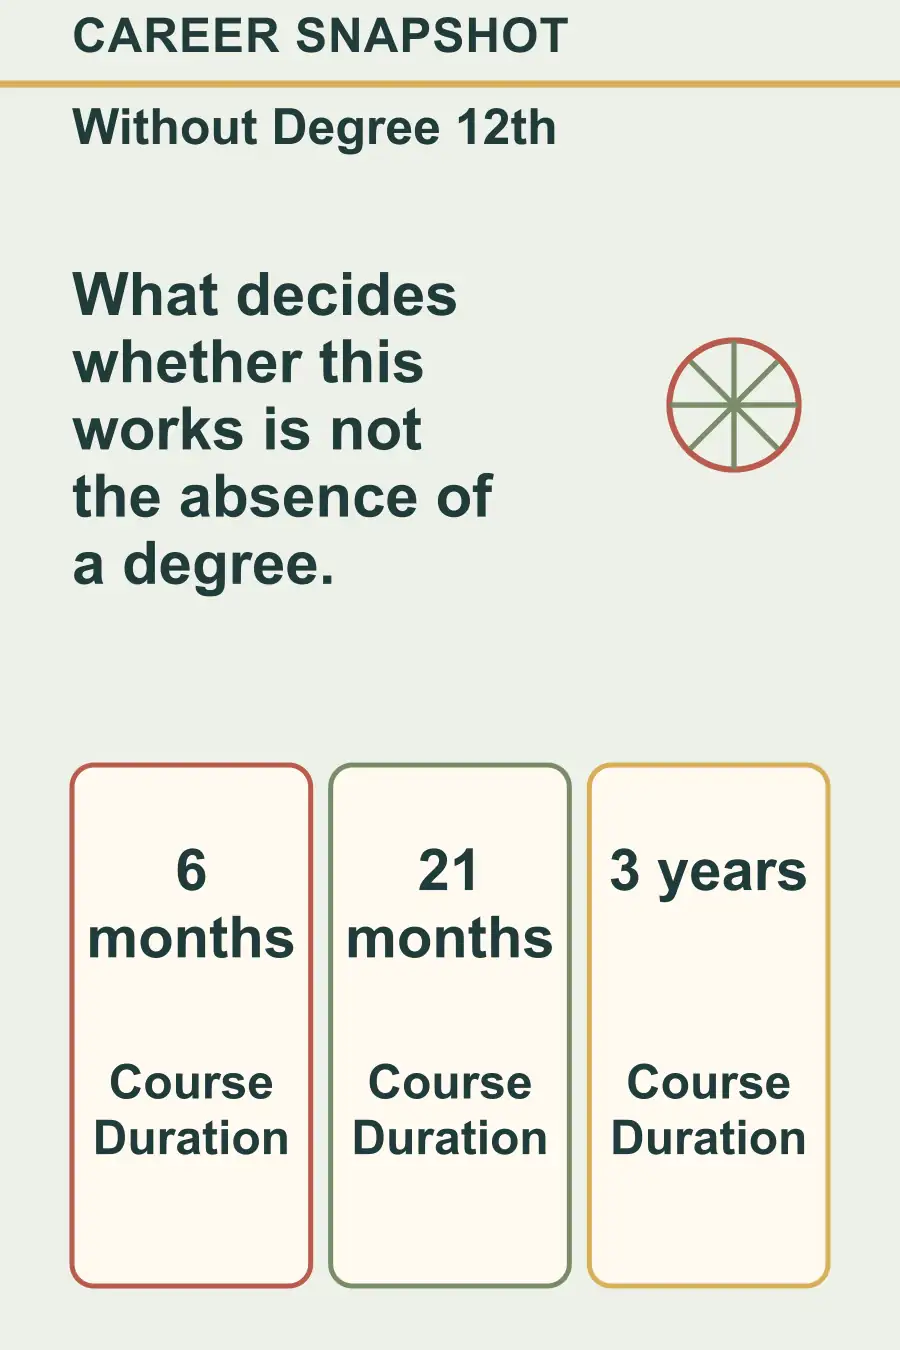 CAREER SNAPSHOT
Without Degree 12th
What decides
whether this
works is not
the absence of
a degree.
6
months
Course
Duration
21
months
Course
Duration
3 years
Course
Duration